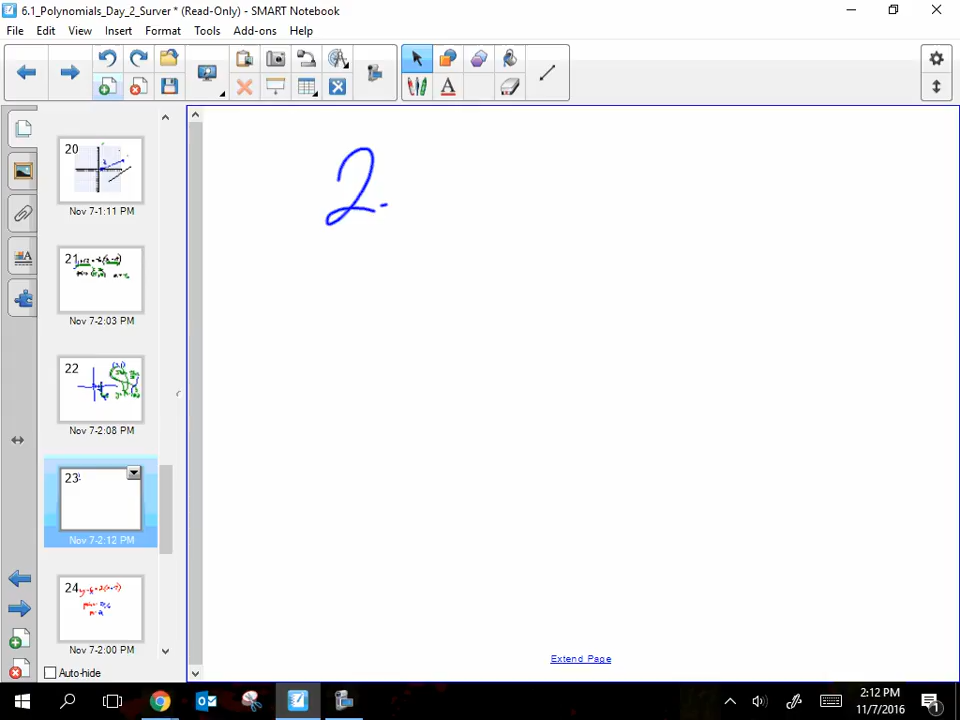 6.1_Polynomials_Day_2_Surver * (Read-Only) - SMART Notebook
File Edit View Insert Format Tools Add-ons Help
2.
20
Nov 7-1:11 PM
21
Nov 7-2:03 PM
22
Nov 7-2:08 PM
23
Nov 7-2:12 PM
24
Nov 7-2:00 PM
Auto-hide
Extend Page
2:12 PM
11/7/2016
1